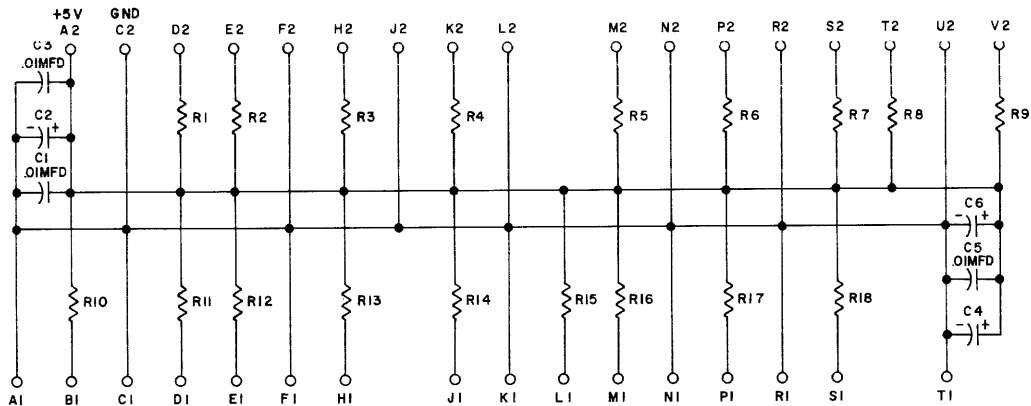 +5V GND
A2 C2 D2 E2 F2 H2 J2 K2 L2 M2 N2 P2 R2 S2 T2 U2 V2
C3
.01MFD
C2
- +
C1
.01MFD
R1 R2 R3 R4 R5 R6 R7 R8 R9
C6
- +
C5
.01MFD
C4
- +
R10 R11 R12 R13 R14 R15 R16 R17 R18
A1 B1 C1 D1 E1 F1 H1 J1 K1 L1 M1 N1 P1 R1 S1 T1